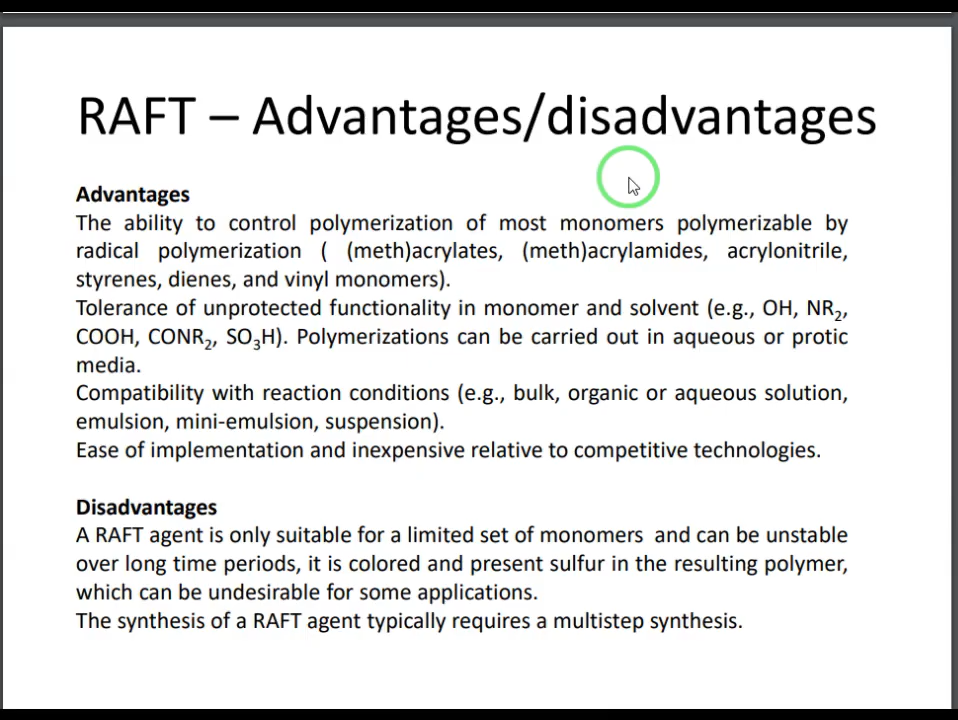 RAFT – Advantages/disadvantages
Advantages
The ability to control polymerization of most monomers polymerizable by
radical polymerization ( (meth)acrylates, (meth)acrylamides, acrylonitrile,
styrenes, dienes, and vinyl monomers).
Tolerance of unprotected functionality in monomer and solvent (e.g., OH, NR₂,
COOH, CONR₂, SO₃H). Polymerizations can be carried out in aqueous or protic
media.
Compatibility with reaction conditions (e.g., bulk, organic or aqueous solution,
emulsion, mini-emulsion, suspension).
Ease of implementation and inexpensive relative to competitive technologies.
Disadvantages
A RAFT agent is only suitable for a limited set of monomers and can be unstable
over long time periods, it is colored and present sulfur in the resulting polymer,
which can be undesirable for some applications.
The synthesis of a RAFT agent typically requires a multistep synthesis.